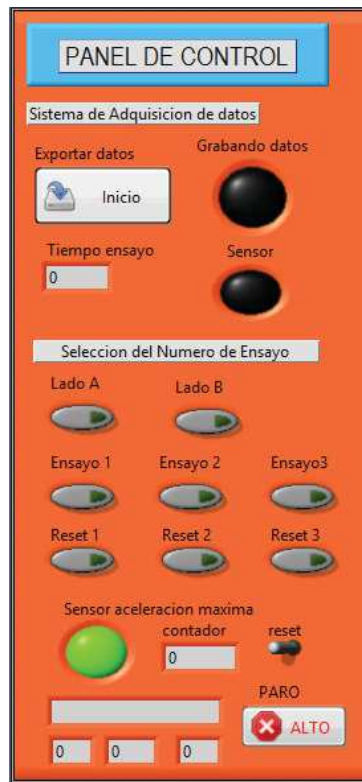 PANEL DE CONTROL
Sistema de Adquisicion de datos
Exportar datos
Grabando datos
Inicio
Tiempo ensayo
Sensor
0
Seleccion del Numero de Ensayo
Lado A
Lado B
Ensayo 1
Ensayo 2
Ensayo3
Reset 1
Reset 2
Reset 3
Sensor aceleracion maxima
contador
reset
0
PARO
ALTO
0
0
0